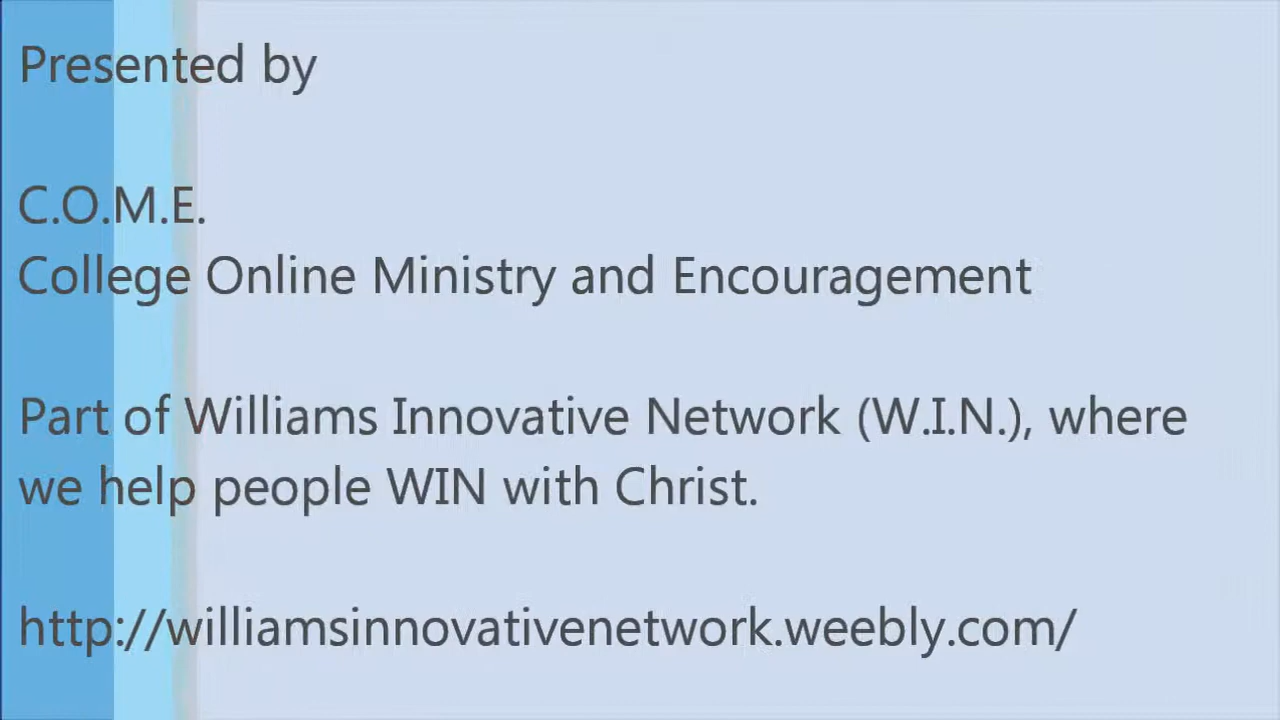 Presented by
C.O.M.E.
College Online Ministry and Encouragement
Part of Williams Innovative Network (W.I.N.), where
we help people WIN with Christ.
http://williamsinnovativenetwork.weebly.com/